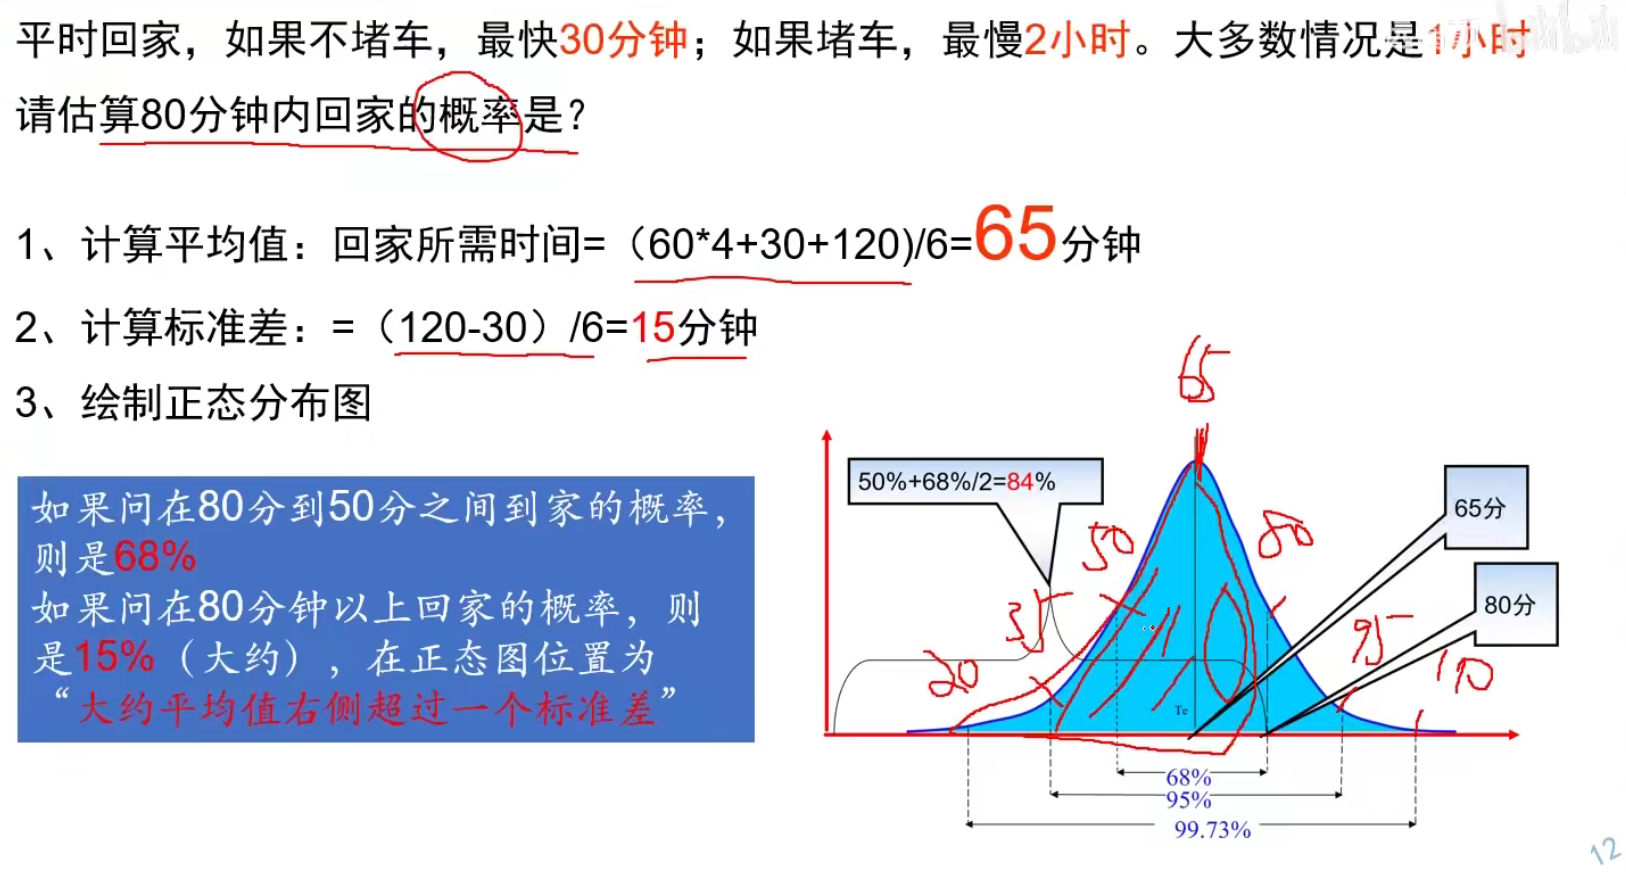 平时回家，如果不堵车，最快30分钟；如果堵车，最慢2小时。大多数情况是1小时
请估算80分钟内回家的概率是?
1、计算平均值：回家所需时间=（60*4+30+120)/6=65分钟
2、计算标准差：=（120-30）/6=15分钟
3、绘制正态分布图
如果问在80分到50分之间到家的概率，
则是68%
如果问在80分钟以上回家的概率，则
是15%（大约），在正态图位置为
“大约平均值右侧超过一个标准差”
65
50%+68%/2=84%
65分
80分
50
80
35
95
20
110
Te
68%
95%
99.73%
12
bilibili